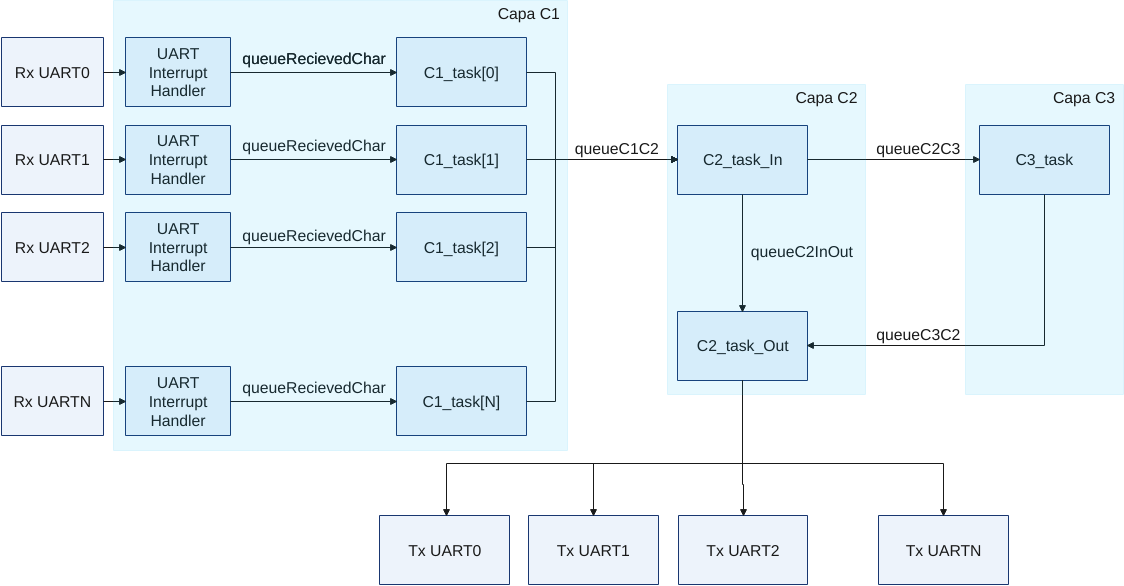 Capa C1
Rx UART0
UART
Interrupt
Handler
queueRecievedChar
C1_task[0]
Capa C2
Capa C3
Rx UART1
UART
Interrupt
Handler
queueRecievedChar
C1_task[1]
queueC1C2
C2_task_In
queueC2C3
C3_task
Rx UART2
UART
Interrupt
Handler
queueRecievedChar
C1_task[2]
queueC2InOut
C2_task_Out
queueC3C2
Rx UARTN
UART
Interrupt
Handler
queueRecievedChar
C1_task[N]
Tx UART0
Tx UART1
Tx UART2
Tx UARTN